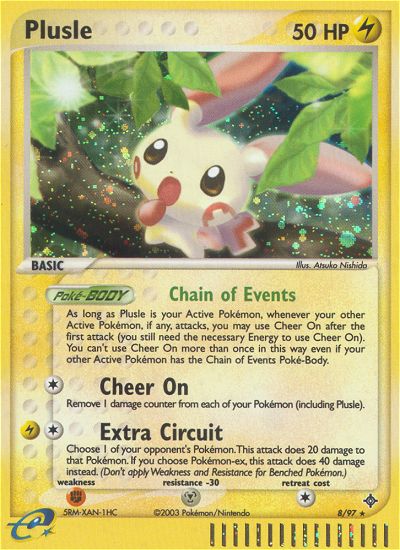 Plusle 50 HP
BASIC
Illus. Atsuko Nishida
Poké-BODY Chain of Events
As long as Plusle is your Active Pokémon, whenever your other
Active Pokémon, if any, attacks, you may use Cheer On after the
first attack (you still need the necessary Energy to use Cheer On).
You can't use Cheer On more than once in this way even if your
other Active Pokémon has the Chain of Events Poké-Body.
Cheer On
Remove 1 damage counter from each of your Pokémon (including Plusle).
Extra Circuit
Choose 1 of your opponent's Pokémon. This attack does 20 damage to
that Pokémon. If you choose Pokémon-ex, this attack does 40 damage
instead. (Don't apply Weakness and Resistance for Benched Pokémon.)
weakness resistance -30 retreat cost
5RM-XAN-1HC ©2003 Pokémon/Nintendo 8/97 ★
e